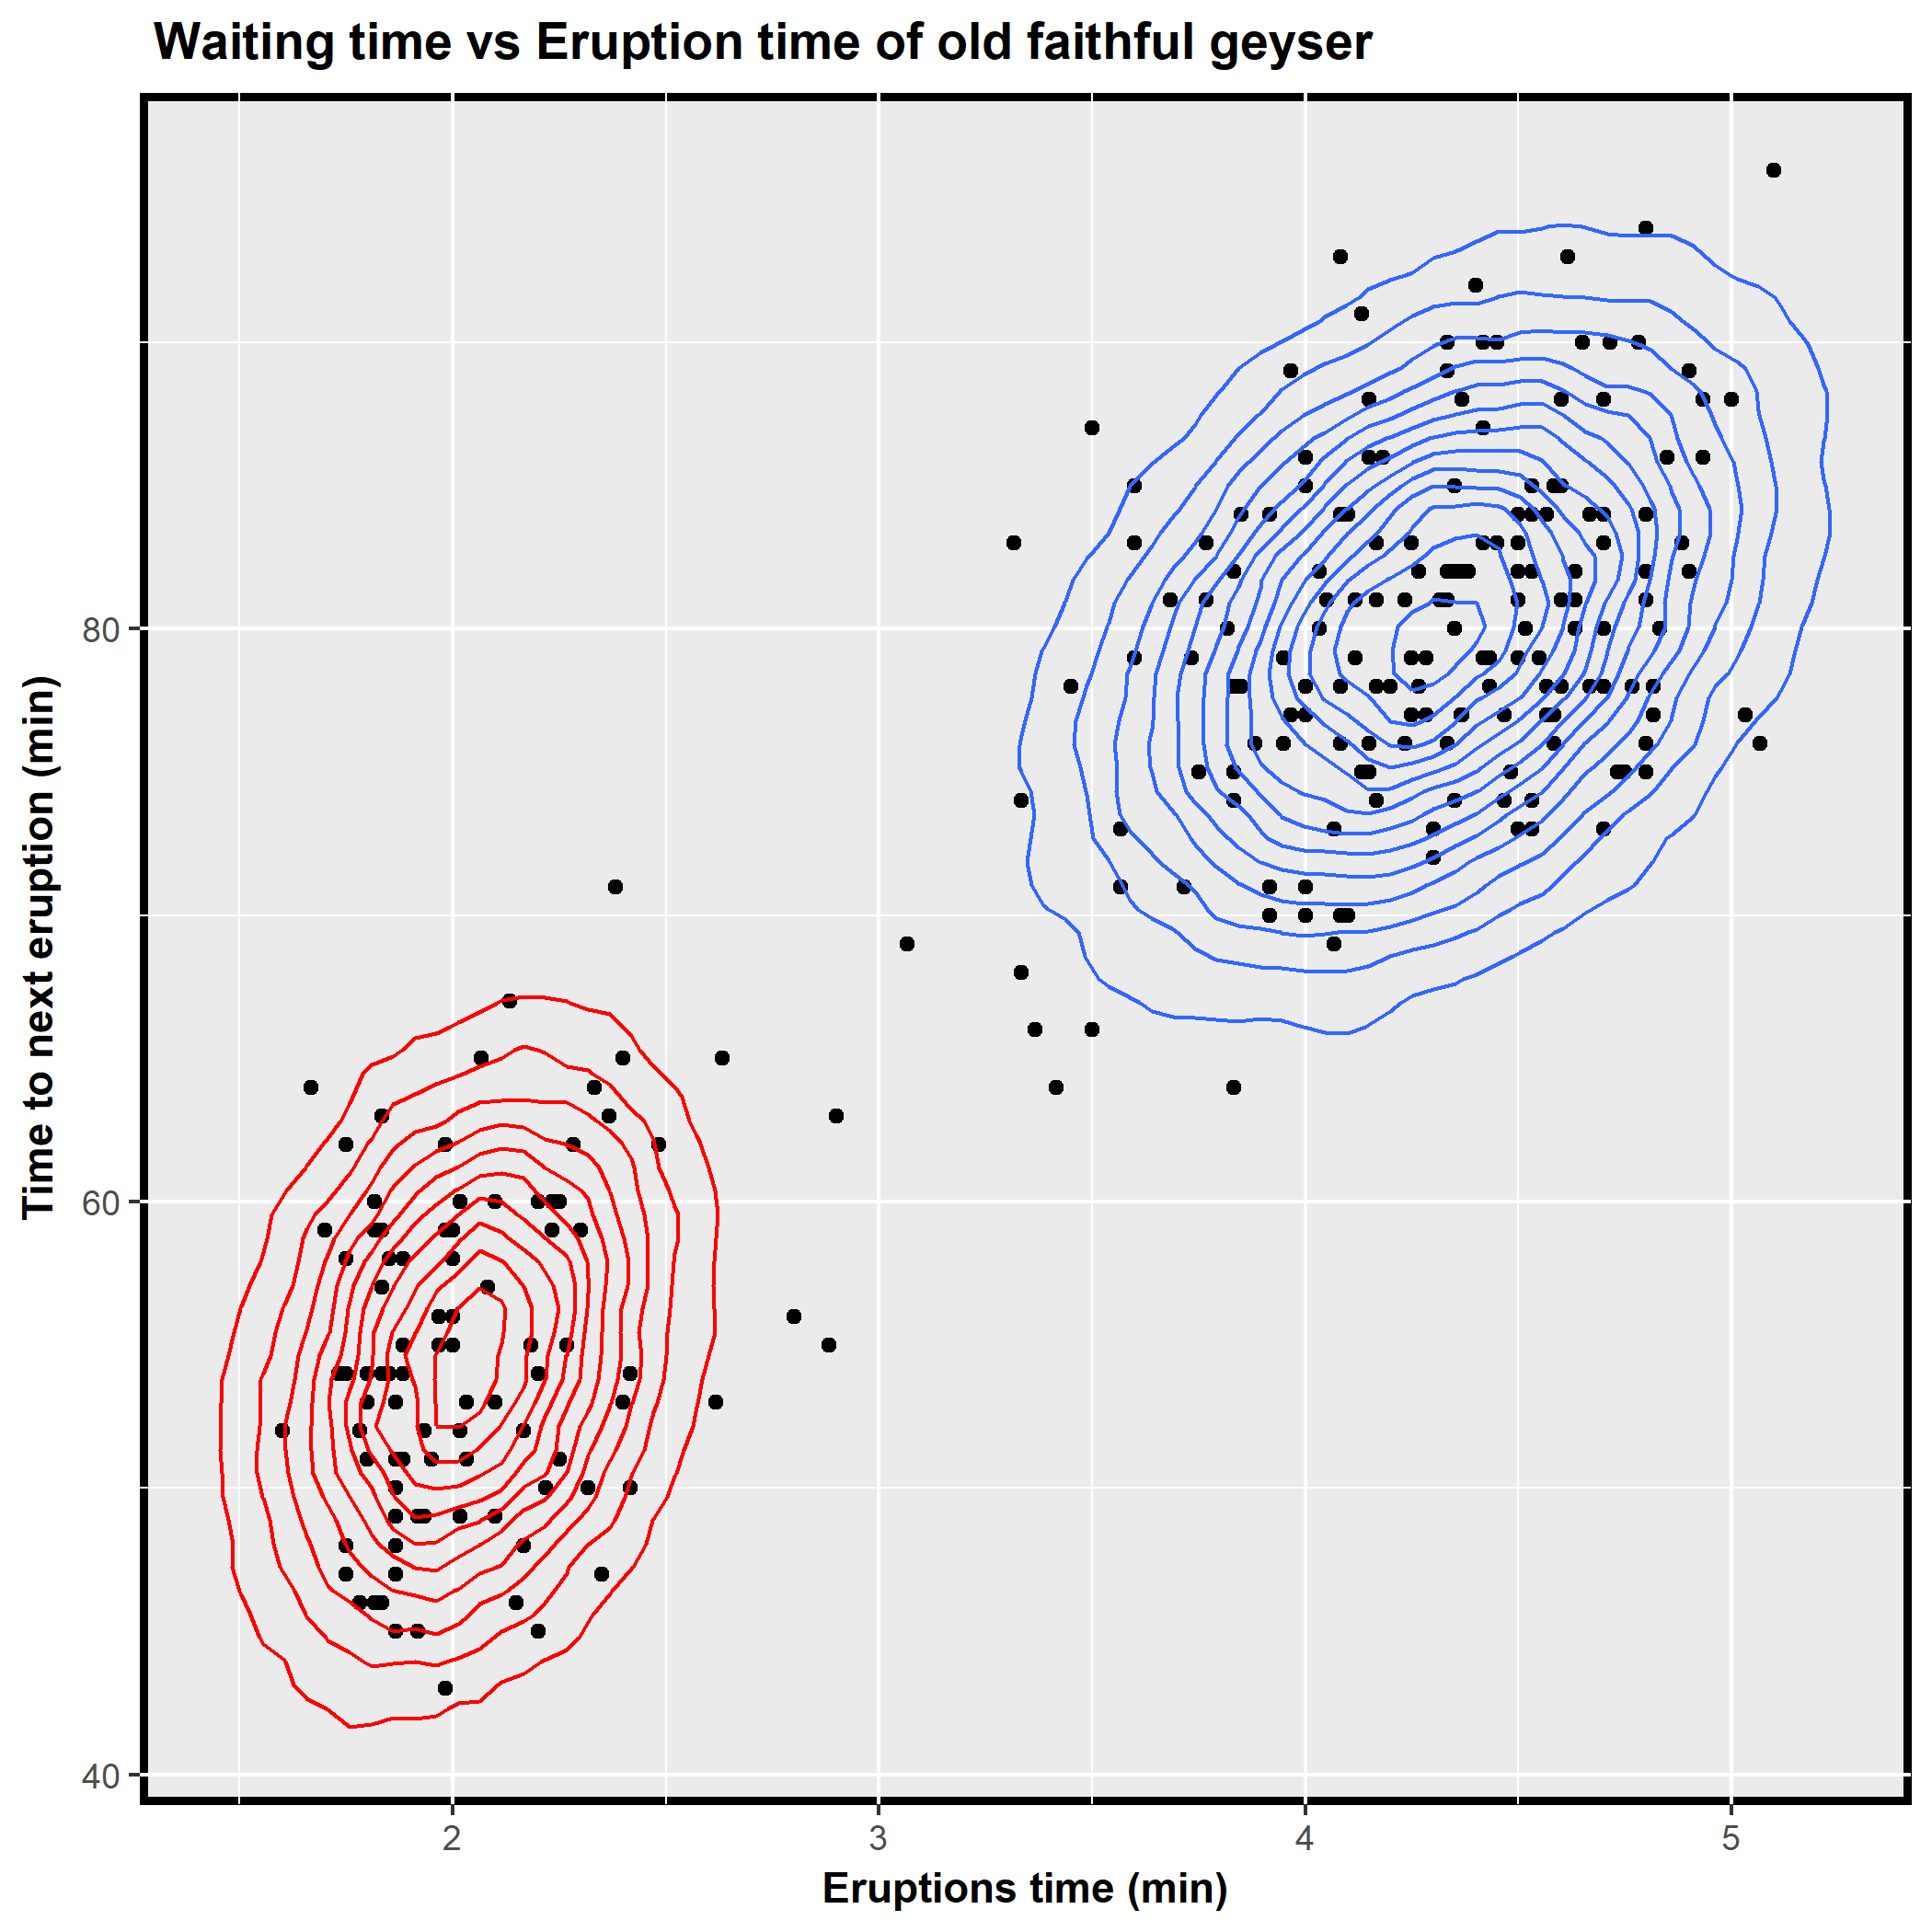 Waiting time vs Eruption time of old faithful geyser
Time to next eruption (min)
80
60
40
2 3 4 5
Eruptions time (min)